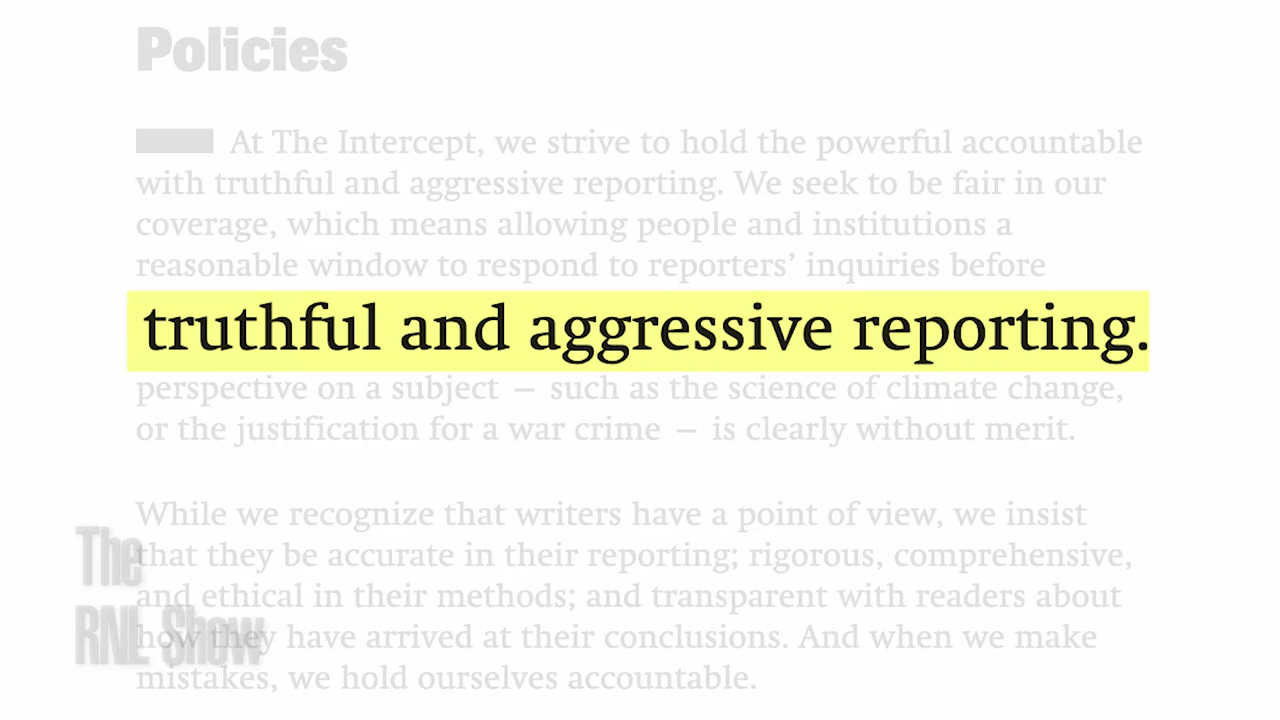 Policies
At The Intercept, we strive to hold the powerful accountable
with truthful and aggressive reporting. We seek to be fair in our
coverage, which means allowing people and institutions a
reasonable window to respond to reporters’ inquiries before
truthful and aggressive reporting.
perspective on a subject – such as the science of climate change,
or the justification for a war crime – is clearly without merit.
While we recognize that writers have a point of view, we insist
that they be accurate in their reporting; rigorous, comprehensive,
and ethical in their methods; and transparent with readers about
how they have arrived at their conclusions. And when we make
mistakes, we hold ourselves accountable.
The
RNL Show